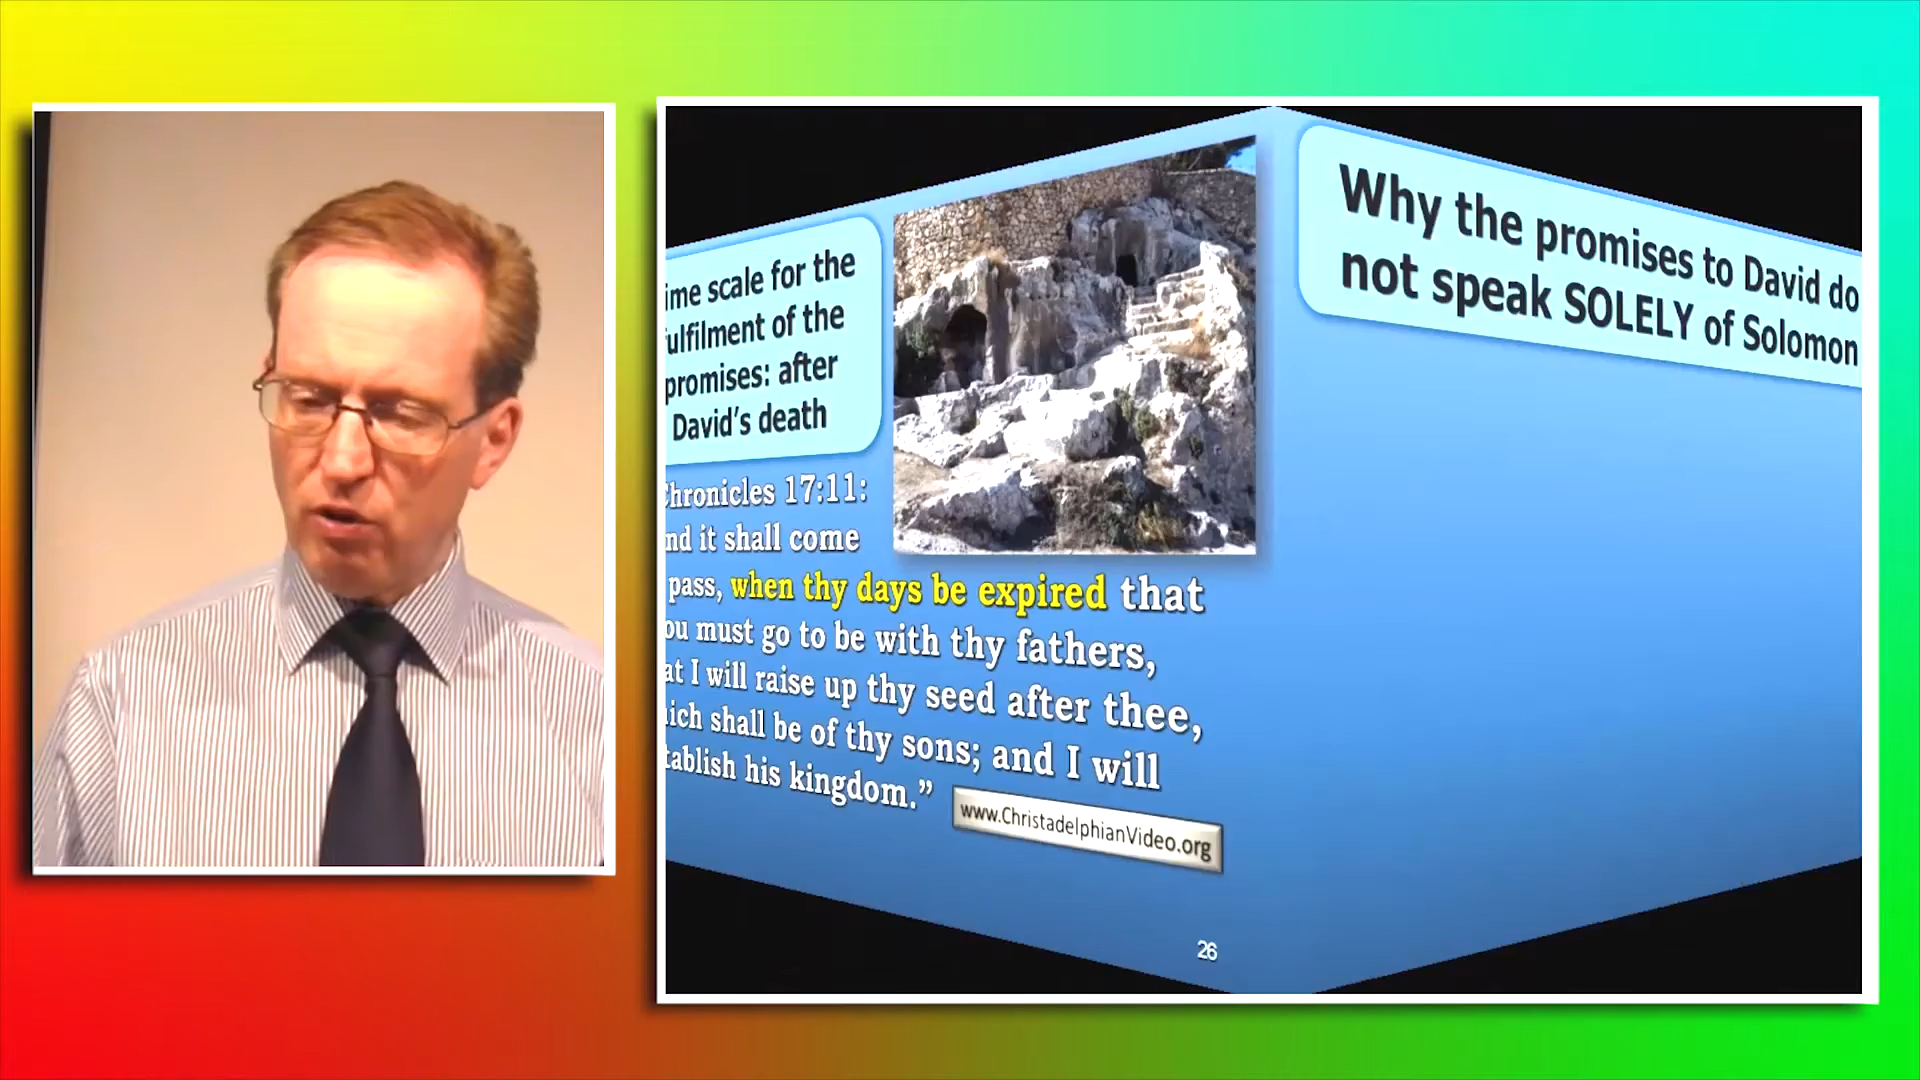 ime scale for the
ulfilment of the
promises: after
David's death
Chronicles 17:11:
nd it shall come
pass, when thy days be expired that
ou must go to be with thy fathers,
at I will raise up thy seed after thee,
ich shall be of thy sons; and I will
tablish his kingdom.”
www.ChristadelphianVideo.org
26
Why the promises to David do
not speak SOLELY of Solomon